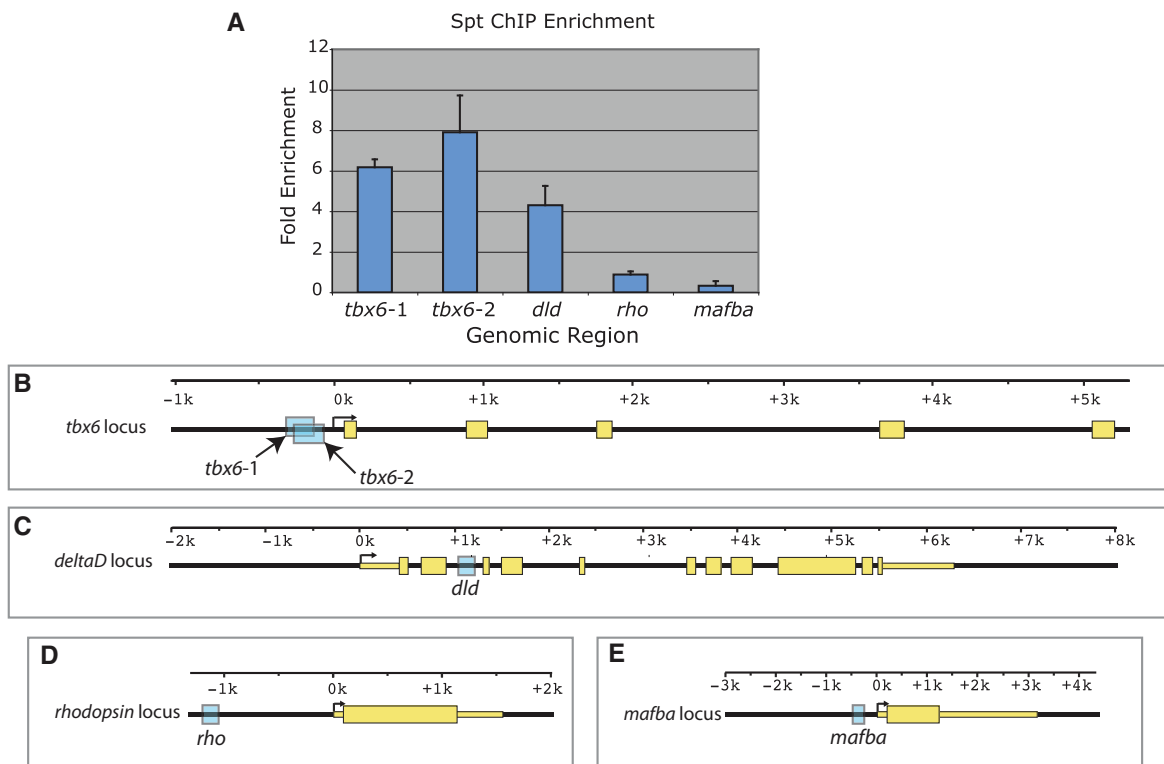 A
Spt ChIP Enrichment
12
10
8
6
4
2
0
Fold Enrichment
tbx6-1 tbx6-2 dld rho mafba
Genomic Region
B
−1k 0k +1k +2k +3k +4k +5k
tbx6 locus
tbx6-1
tbx6-2
C
−2k −1k 0k +1k +2k +3k +4k +5k +6k +7k +8k
deltaD locus
dld
D
−1k 0k +1k +2k
rhodopsin locus
rho
E
−3k −2k −1k 0k +1k +2k +3k +4k
mafba locus
mafba